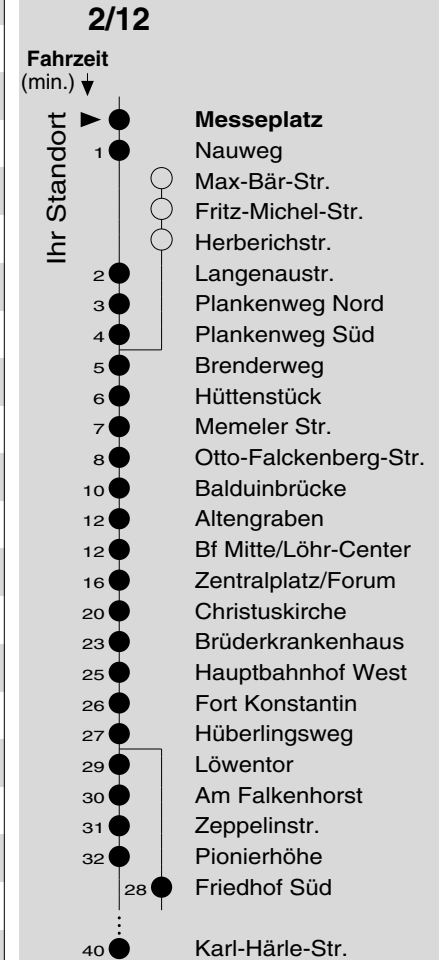 2/12
Fahrzeit
(min.)
Ihr Standort
Messeplatz
1 Nauweg
Max-Bär-Str.
Fritz-Michel-Str.
Herberichstr.
2 Langenaustr.
3 Plankenweg Nord
4 Plankenweg Süd
5 Brenderweg
6 Hüttenstück
7 Memeler Str.
8 Otto-Falckenberg-Str.
10 Balduinbrücke
12 Altengraben
12 Bf Mitte/Löhr-Center
16 Zentralplatz/Forum
20 Christuskirche
23 Brüderkrankenhaus
25 Hauptbahnhof West
26 Fort Konstantin
27 Hüberlingsweg
29 Löwentor
30 Am Falkenhorst
31 Zeppelinstr.
32 Pionierhöhe
28 Friedhof Süd
40 Karl-Härle-Str.